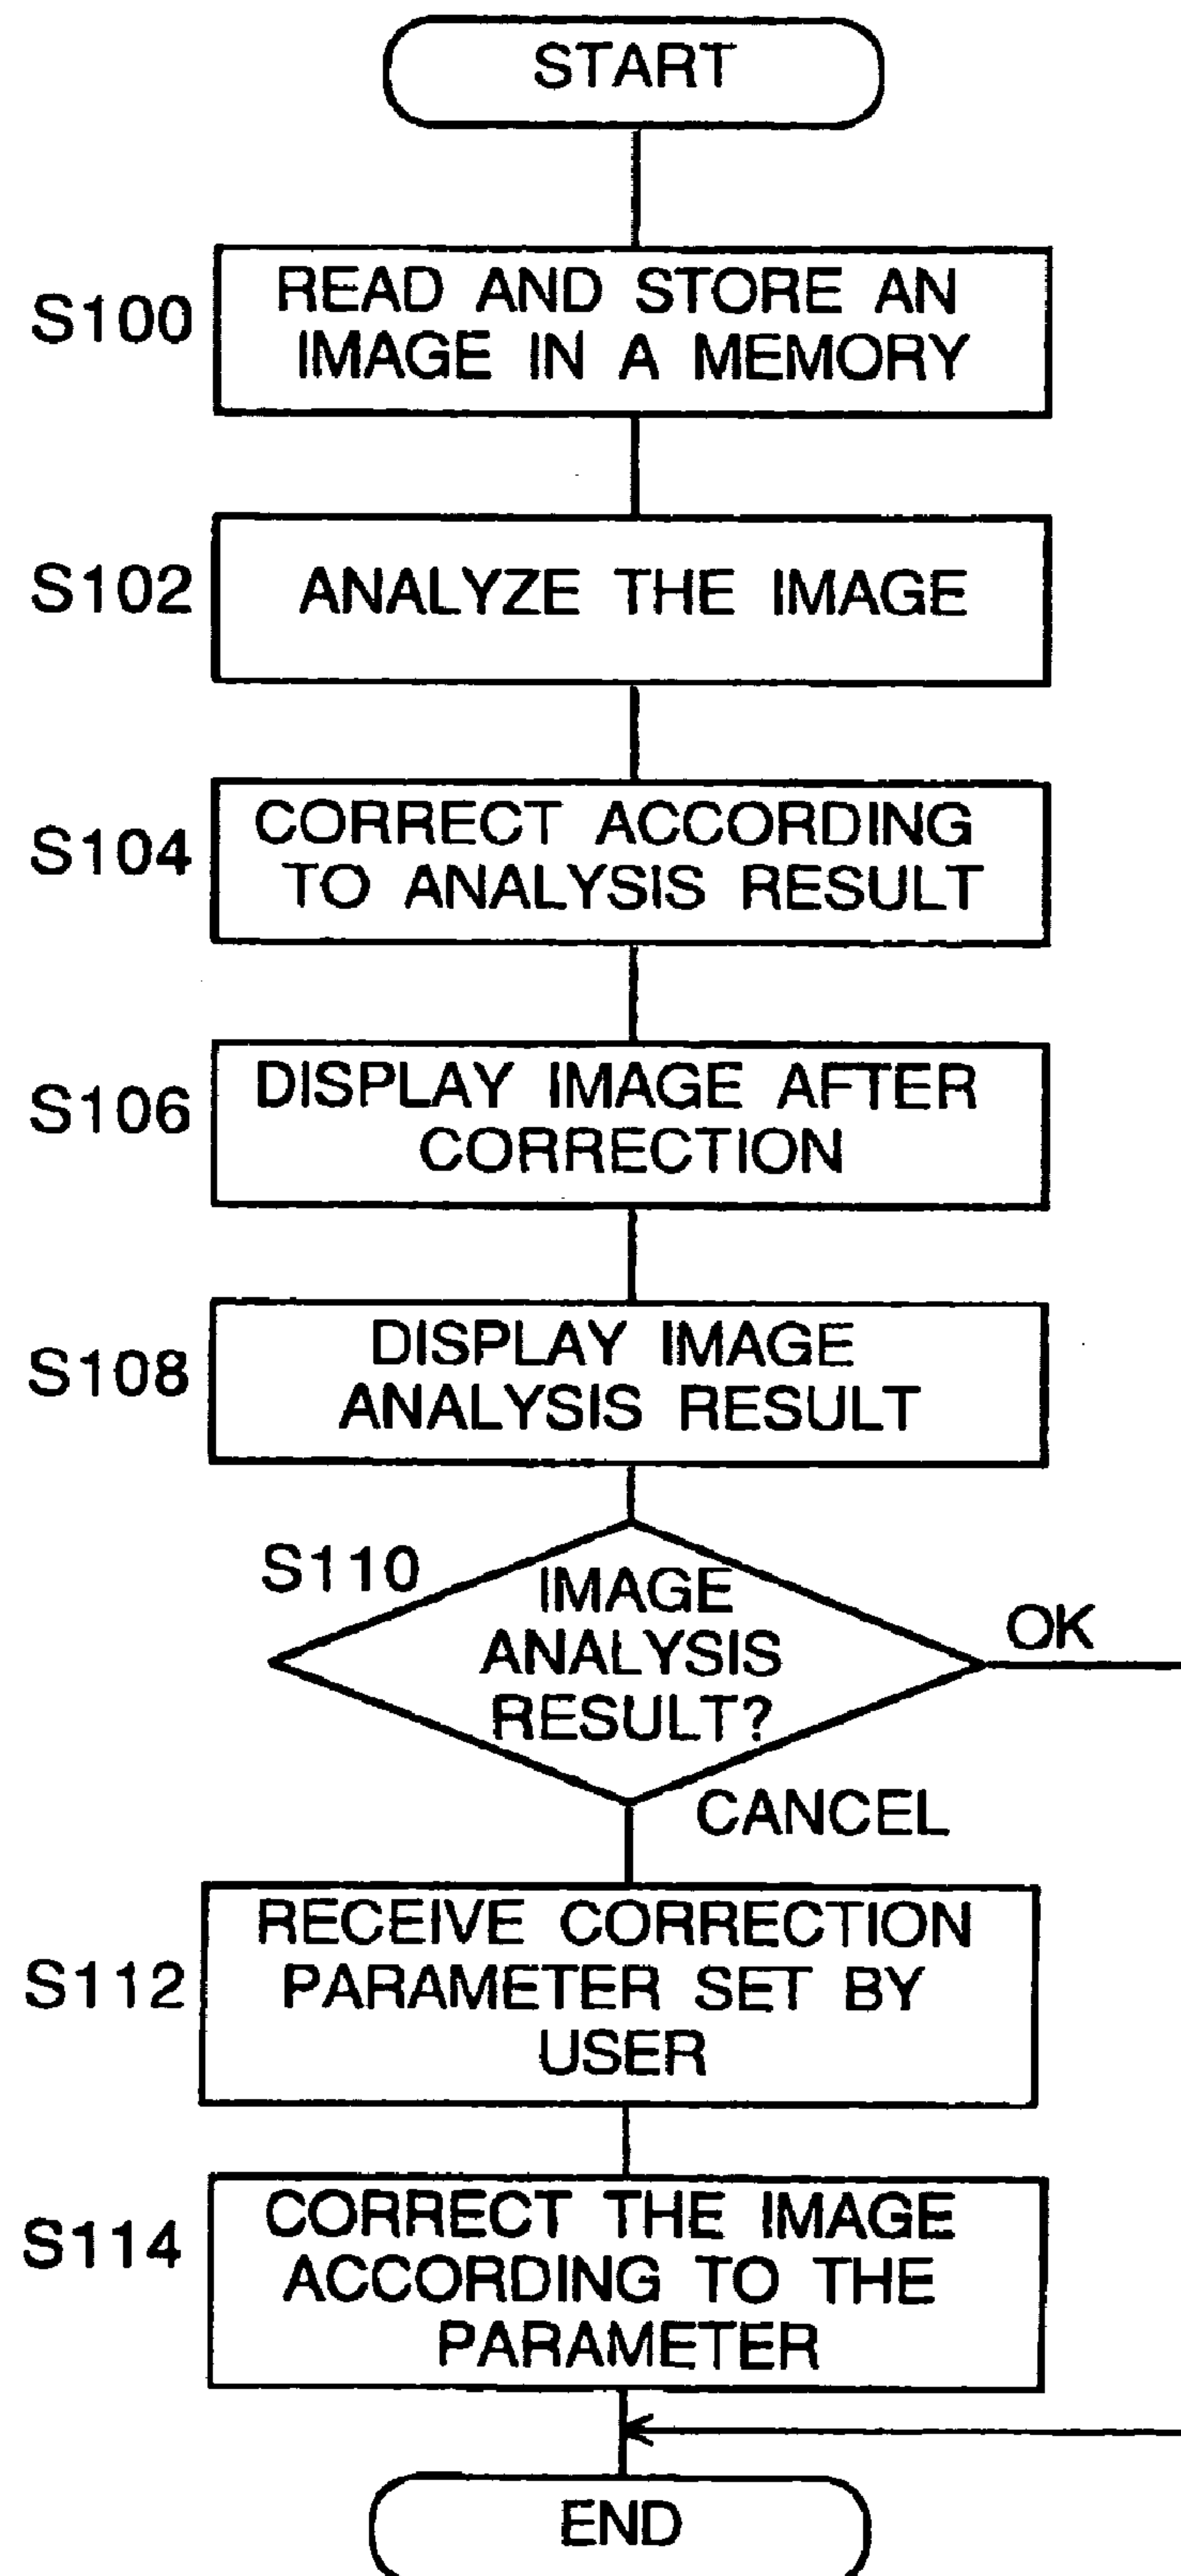 START
S100
READ AND STORE AN
IMAGE IN A MEMORY
S102
ANALYZE THE IMAGE
S104
CORRECT ACCORDING
TO ANALYSIS RESULT
S106
DISPLAY IMAGE AFTER
CORRECTION
S108
DISPLAY IMAGE
ANALYSIS RESULT
S110
IMAGE
ANALYSIS
RESULT?
OK
CANCEL
S112
RECEIVE CORRECTION
PARAMETER SET BY
USER
S114
CORRECT THE IMAGE
ACCORDING TO THE
PARAMETER
END